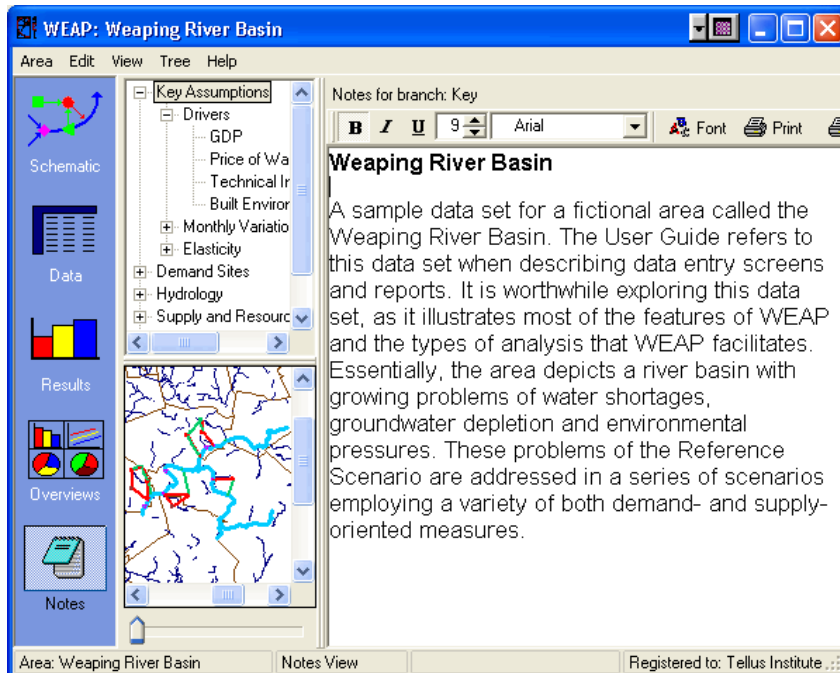 WEAP: Weaping River Basin
Area Edit View Tree Help
Schematic
Data
Results
Overviews
Notes
Key Assumptions
Drivers
GDP
Price of Wa
Technical Ir
Built Enviror
Monthly Variatio
Elasticity
Demand Sites
Hydrology
Supply and Resourc
Notes for branch: Key
B I U 9 Arial Font Print
Weaping River Basin
A sample data set for a fictional area called the
Weaping River Basin. The User Guide refers to
this data set when describing data entry screens
and reports. It is worthwhile exploring this data
set, as it illustrates most of the features of WEAP
and the types of analysis that WEAP facilitates.
Essentially, the area depicts a river basin with
growing problems of water shortages,
groundwater depletion and environmental
pressures. These problems of the Reference
Scenario are addressed in a series of scenarios
employing a variety of both demand- and supply-
oriented measures.
Area: Weaping River Basin Notes View Registered to: Tellus Institute